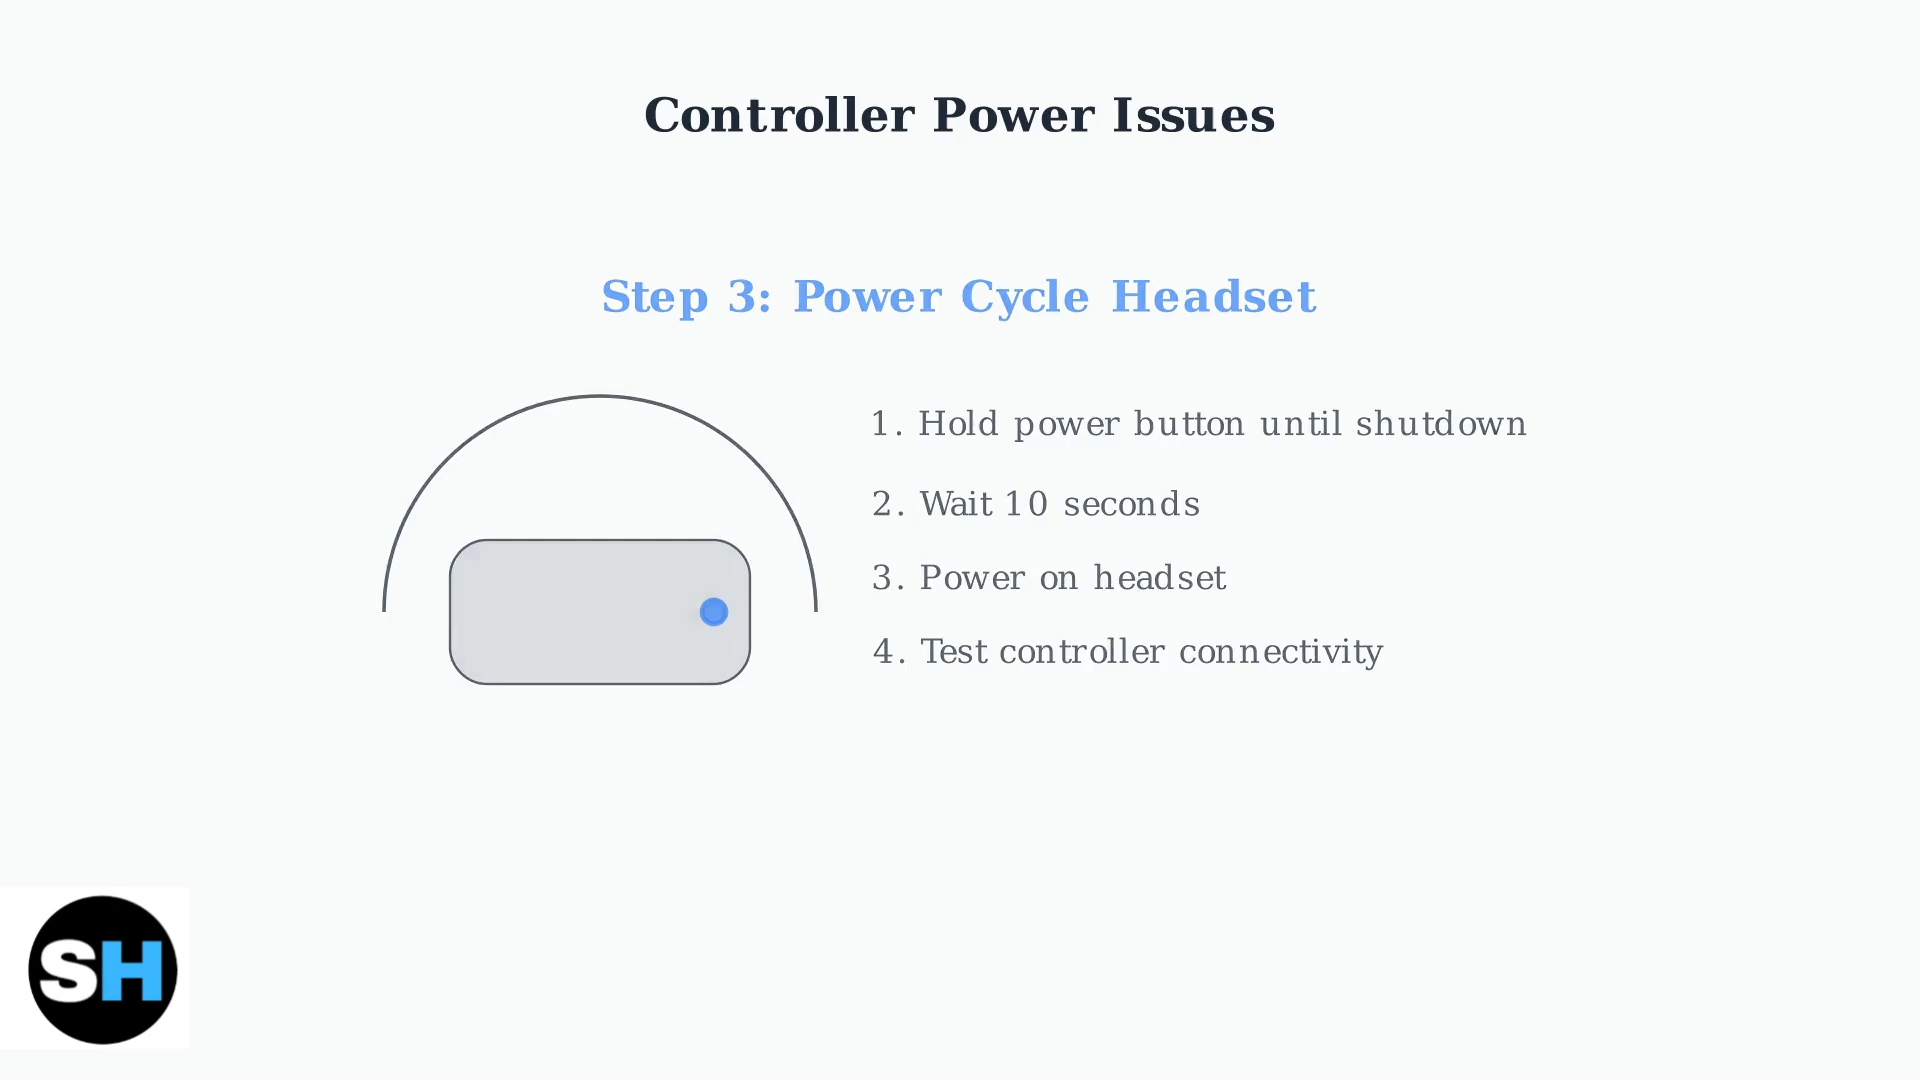 Controller Power Issues
Step 3: Power Cycle Headset
1. Hold power button until shutdown
2. Wait 10 seconds
3. Power on headset
4. Test controller connectivity
SH